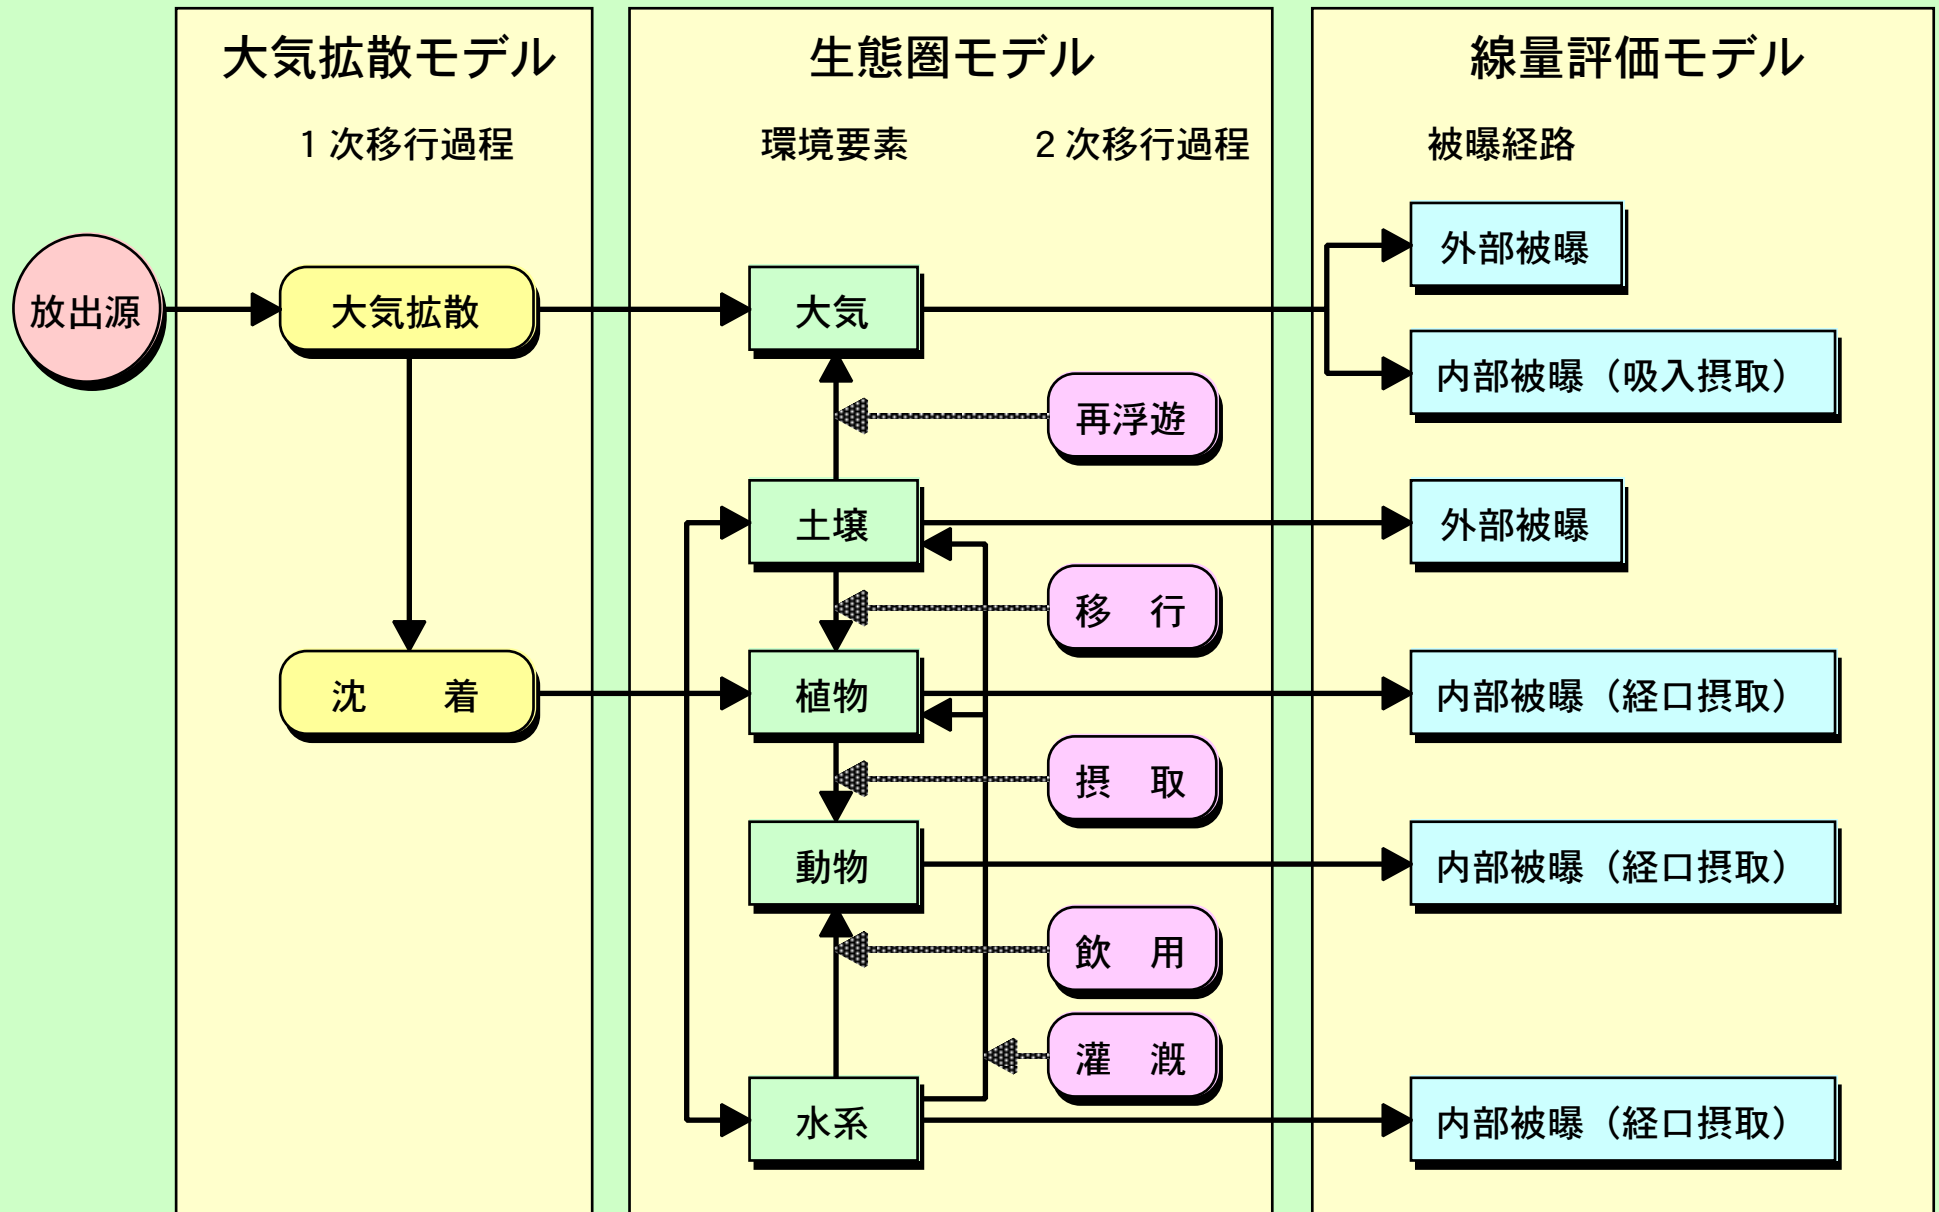 大気拡散モデル
生態圏モデル
線量評価モデル
1次移行過程
環境要素
2次移行過程
被曝経路
外部被曝
放出源
大気拡散
大気
内部被曝（吸入摂取）
再浮遊
土壌
外部被曝
移　行
沈　　着
植物
内部被曝（経口摂取）
摂　取
動物
内部被曝（経口摂取）
飲　用
灌　漑
水系
内部被曝（経口摂取）